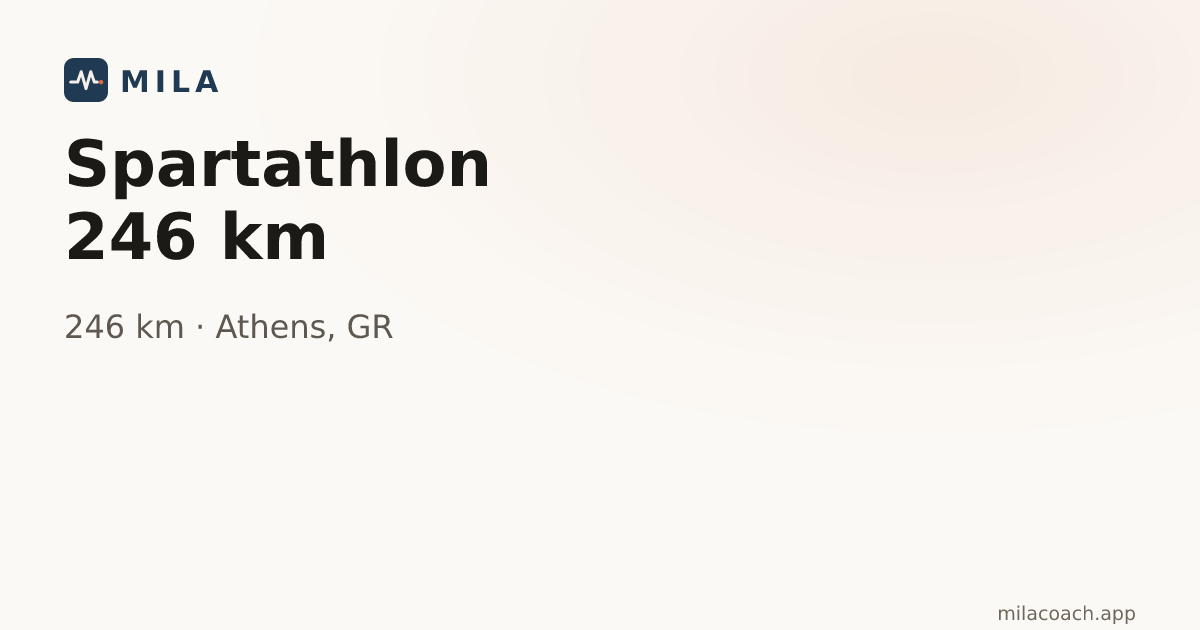 MILA
Spartathlon
246 km
246 km · Athens, GR
milacoach.app